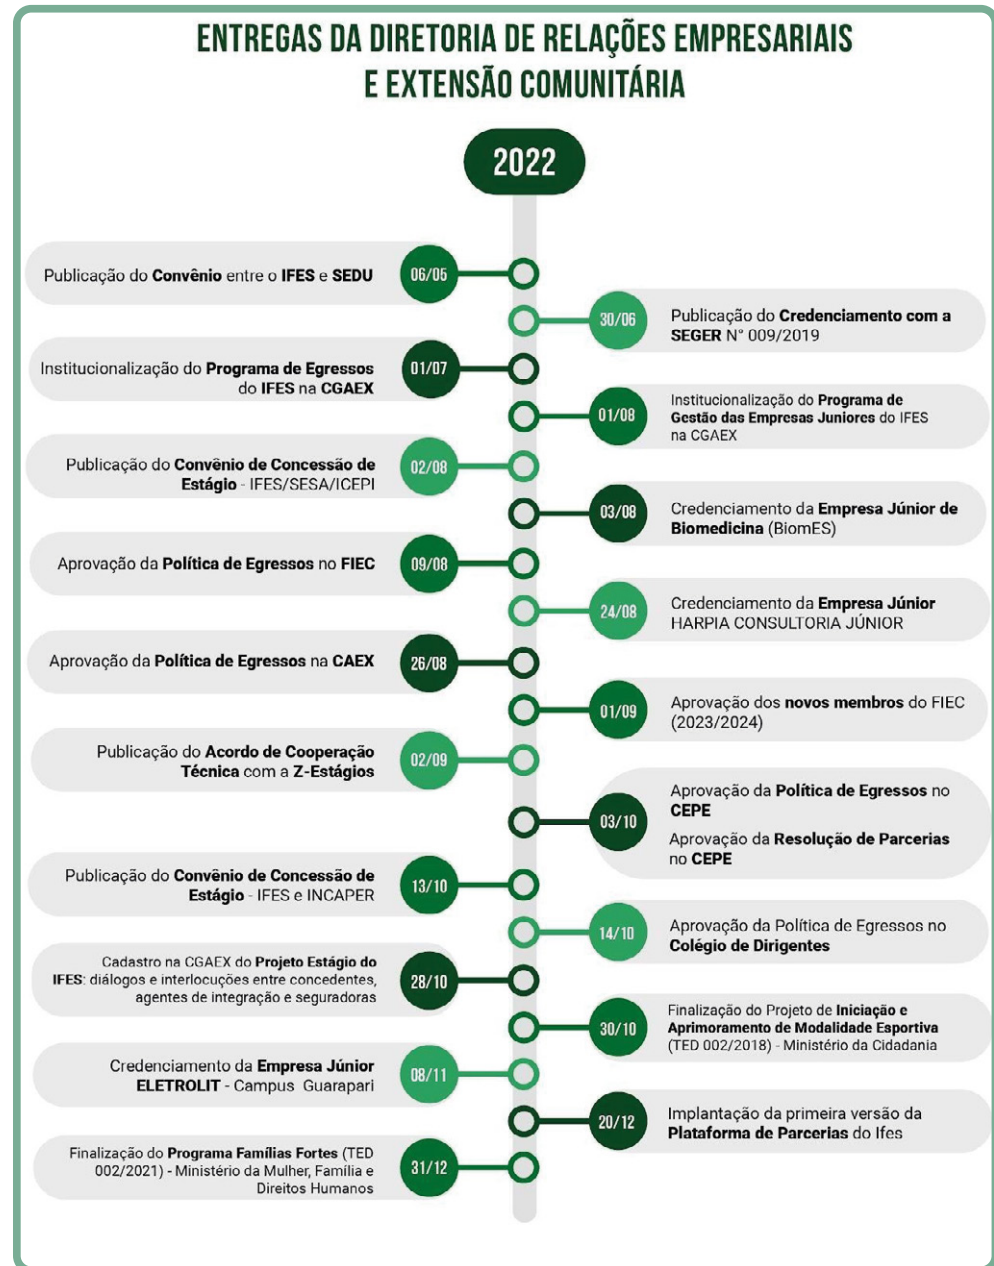 ENTREGAS DA DIRETORIA DE RELAÇÕES EMPRESARIAIS
E EXTENSÃO COMUNITÁRIA
2022
Publicação do Convênio entre o IFES e SEDU
06/05
30/06
Publicação do Credenciamento com a
SEGER N° 009/2019
Institucionalização do Programa de Egressos
do IFES na CGAEX
01/07
01/08
Institucionalização do Programa de
Gestão das Empresas Juniores do IFES
na CGAEX
Publicação do Convênio de Concessão de
Estágio - IFES/SESA/ICEPI
02/08
03/08
Credenciamento da Empresa Júnior de
Biomedicina (BiomES)
Aprovação da Política de Egressos no FIEC
09/08
24/08
Credenciamento da Empresa Júnior
HARPIA CONSULTORIA JÚNIOR
Aprovação da Política de Egressos na CAEX
26/08
01/09
Aprovação dos novos membros do FIEC
(2023/2024)
Publicação do Acordo de Cooperação
Técnica com a Z-Estágios
02/09
03/10
Aprovação da Política de Egressos no
CEPE
Aprovação da Resolução de Parcerias
no CEPE
Publicação do Convênio de Concessão de
Estágio - IFES e INCAPER
13/10
14/10
Aprovação da Política de Egressos no
Colégio de Dirigentes
Cadastro na CGAEX do Projeto Estágio do
IFES: diálogos e interlocuções entre concedentes,
agentes de integração e seguradoras
28/10
30/10
Finalização do Projeto de Iniciação e
Aprimoramento de Modalidade Esportiva
(TED 002/2018) - Ministério da Cidadania
Credenciamento da Empresa Júnior
ELETROLIT - Campus Guarapari
08/11
20/12
Implantação da primeira versão da
Plataforma de Parcerias do Ifes
Finalização do Programa Famílias Fortes (TED
002/2021) - Ministério da Mulher, Família e
Direitos Humanos
31/12